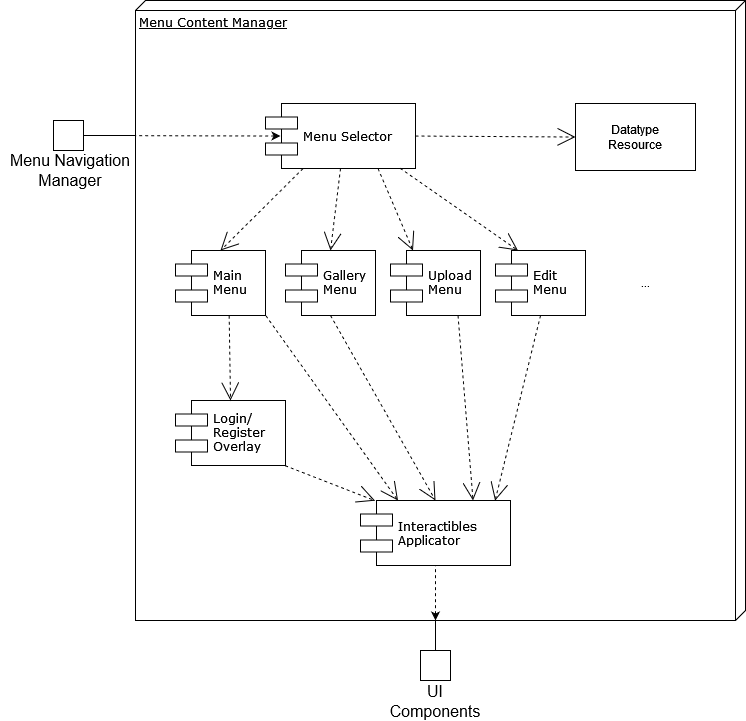 Menu Content Manager
Menu Selector
Datatype
Resource
Menu Navigation
Manager
Main
Menu
Gallery
Menu
Upload
Menu
Edit
Menu
...
Login/
Register
Overlay
Interactibles
Applicator
UI
Components